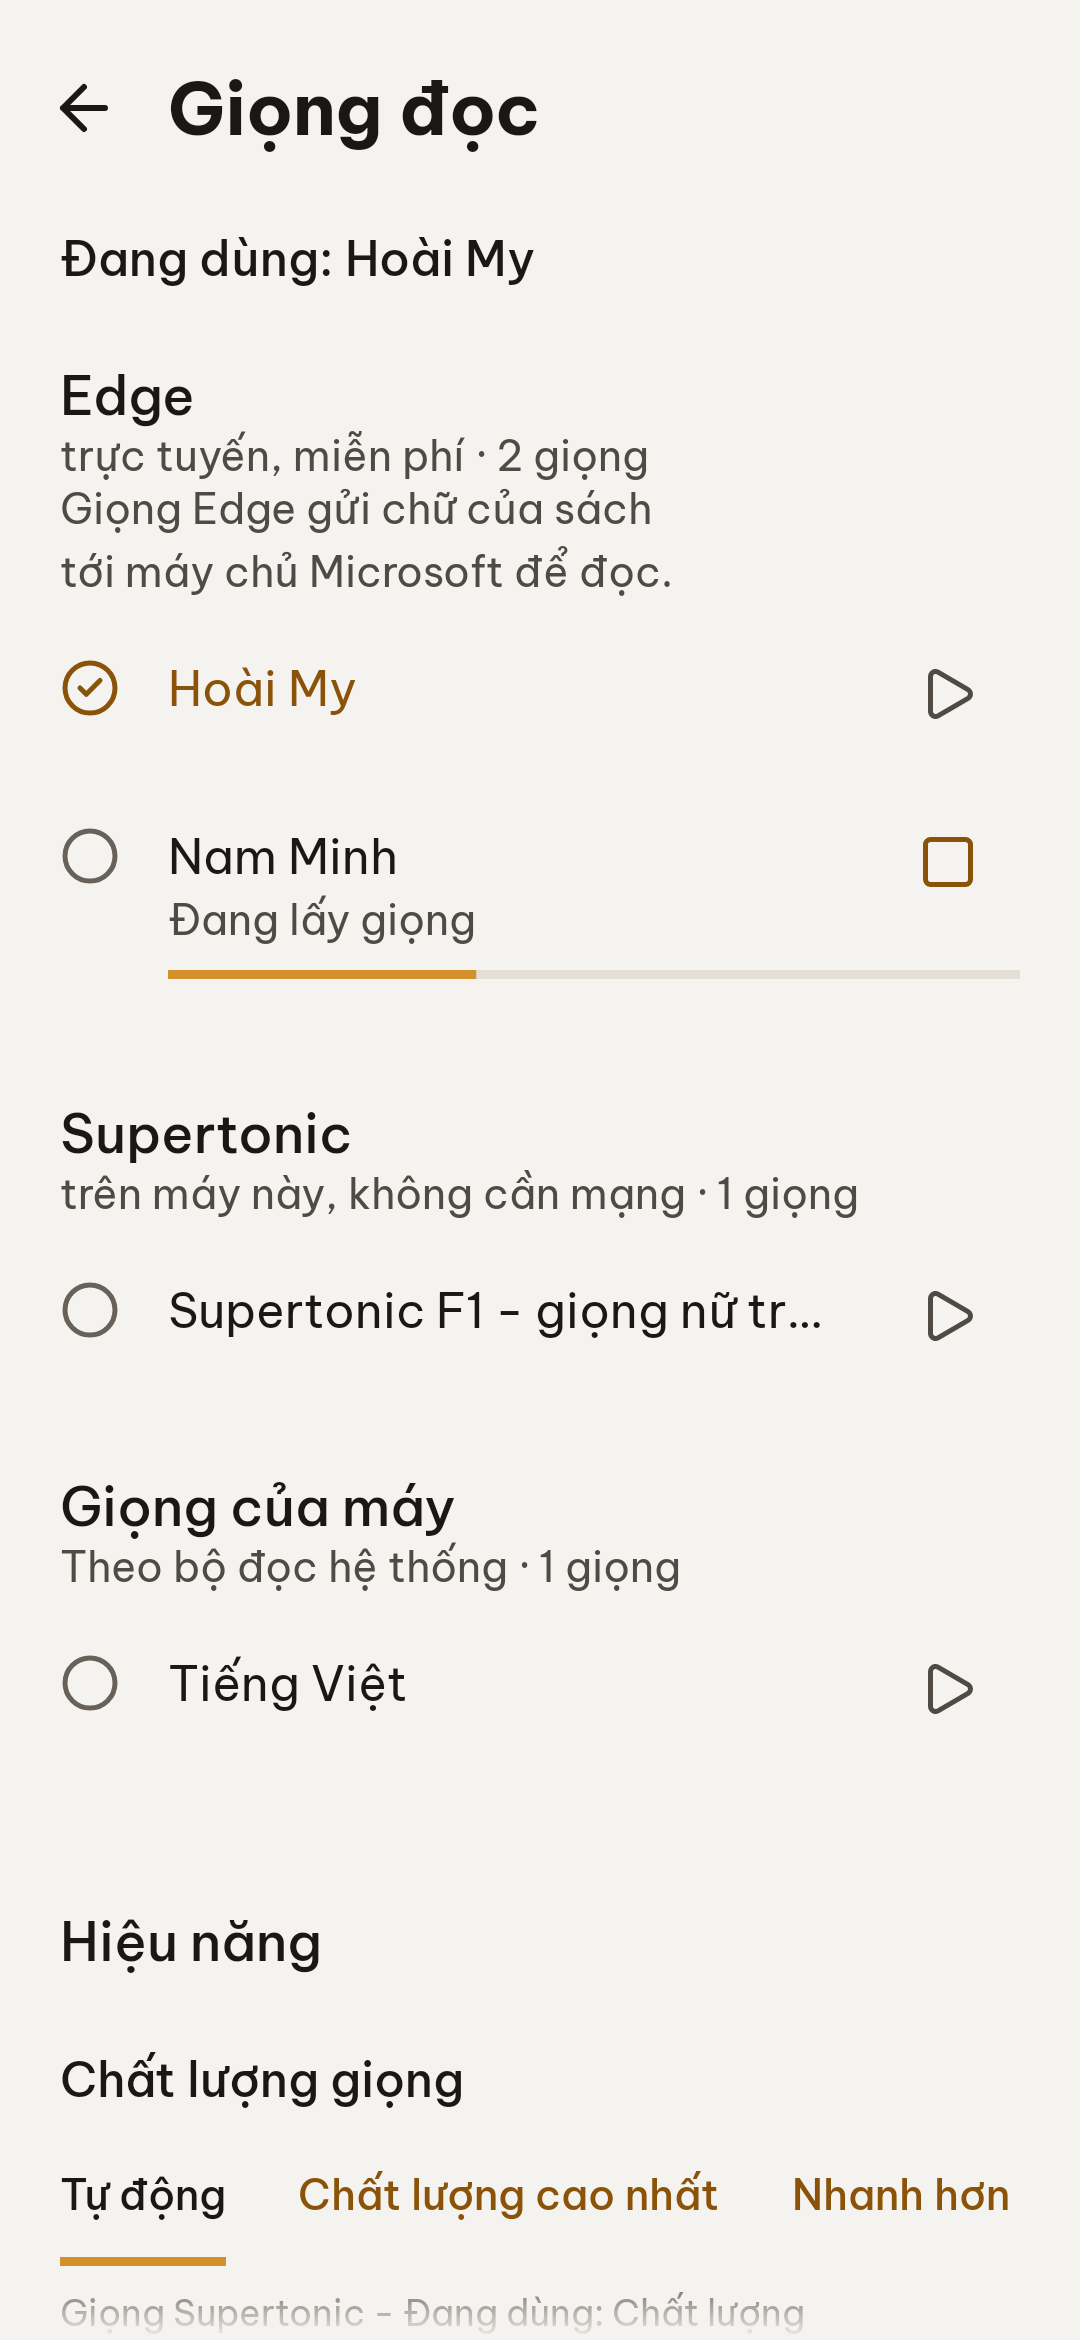 Giọng đọc
Đang dùng: Hoài My
Edge
trực tuyến, miễn phí · 2 giọng
Giọng Edge gửi chữ của sách
tới máy chủ Microsoft để đọc.
Hoài My
Nam Minh
Đang lấy giọng
Supertonic
trên máy này, không cần mạng · 1 giọng
Supertonic F1 – giọng nữ tr...
Giọng của máy
Theo bộ đọc hệ thống · 1 giọng
Tiếng Việt
Hiệu năng
Chất lượng giọng
Tự động Chất lượng cao nhất Nhanh hơn
Giọng Supertonic – Đang dùng: Chất lượng